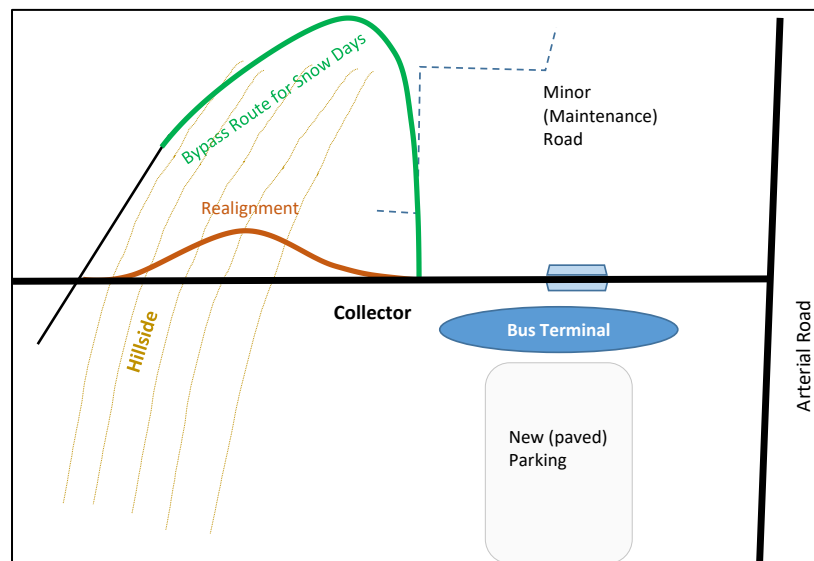 Bypass Route for Snow Days
Minor
(Maintenance)
Road
Realignment
Collector
Hillside
Bus Terminal
Arterial Road
New (paved)
Parking